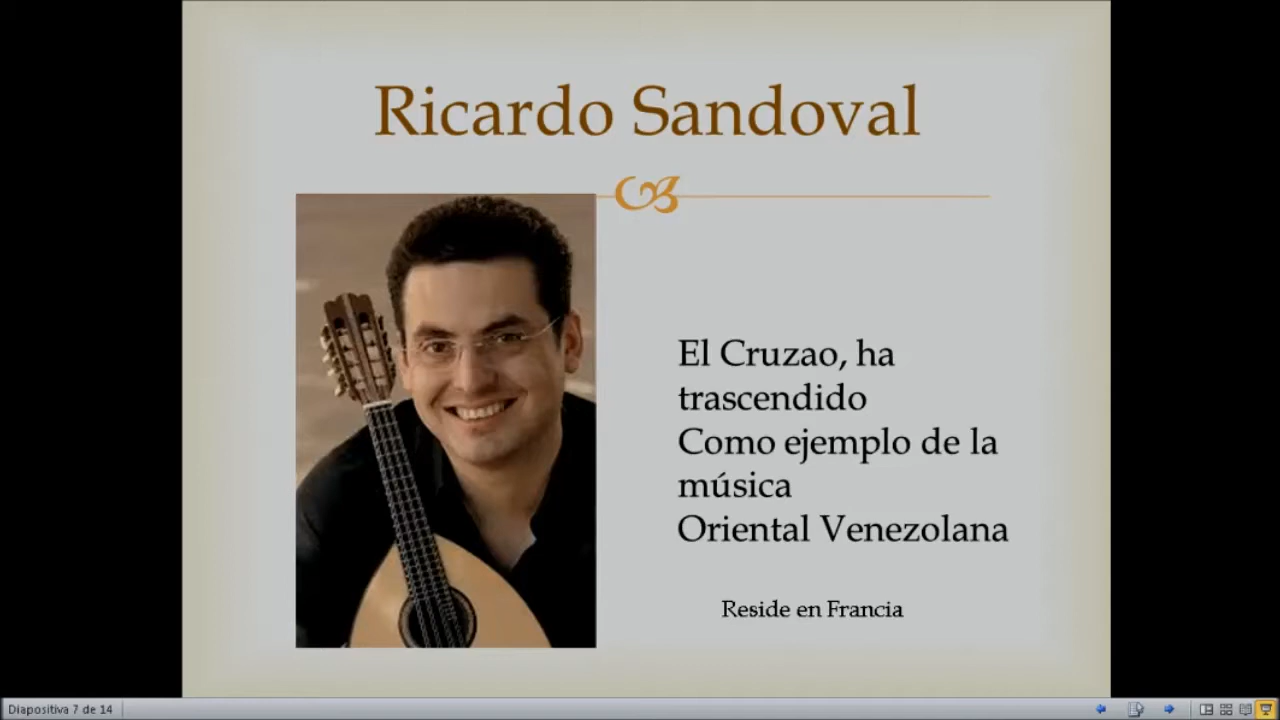 Ricardo Sandoval
El Cruzao, ha
trascendido
Como ejemplo de la
música
Oriental Venezolana
Reside en Francia
Diapositiva 7 de 14